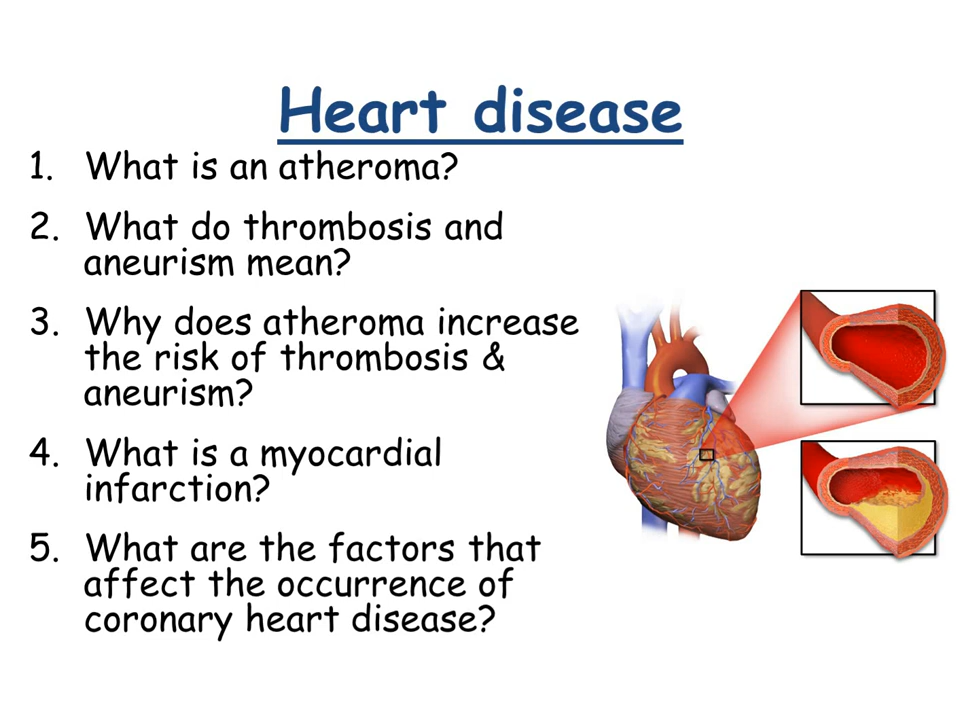 Heart disease
1. What is an atheroma?
2. What do thrombosis and
aneurism mean?
3. Why does atheroma increase
the risk of thrombosis &
aneurism?
4. What is a myocardial
infarction?
5. What are the factors that
affect the occurrence of
coronary heart disease?